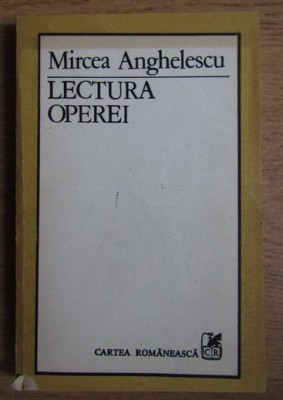 Mircea Anghelescu
LECTURA
OPEREI
CARTEA ROMÂNEASCĂ
CR